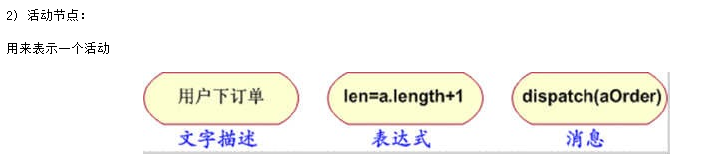 2) 活动节点:
用来表示一个活动
用户下订单 len=a.length+1 dispatch(aOrder)
文字描述 表达式 消息